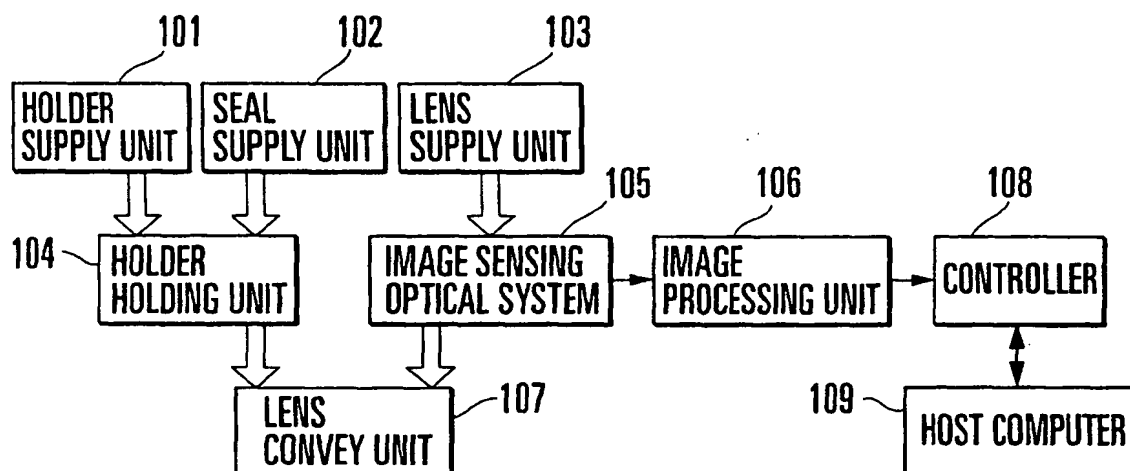 101
102
103
HOLDER
SUPPLY UNIT
SEAL
SUPPLY UNIT
LENS
SUPPLY UNIT
105
106
108
104
HOLDER
HOLDING UNIT
IMAGE SENSING
OPTICAL SYSTEM
IMAGE
PROCESSING UNIT
CONTROLLER
107
109
LENS
CONVEY UNIT
HOST COMPUTER